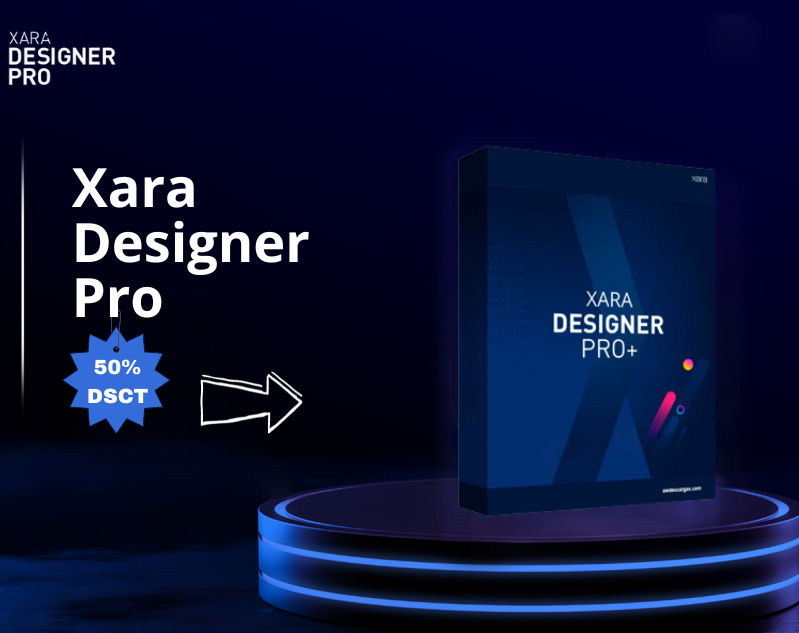 XARA
DESIGNER
PRO
Xara
Designer
Pro
50%
DSCT
xara
XARA
DESIGNER
PRO+
awdescargas.com